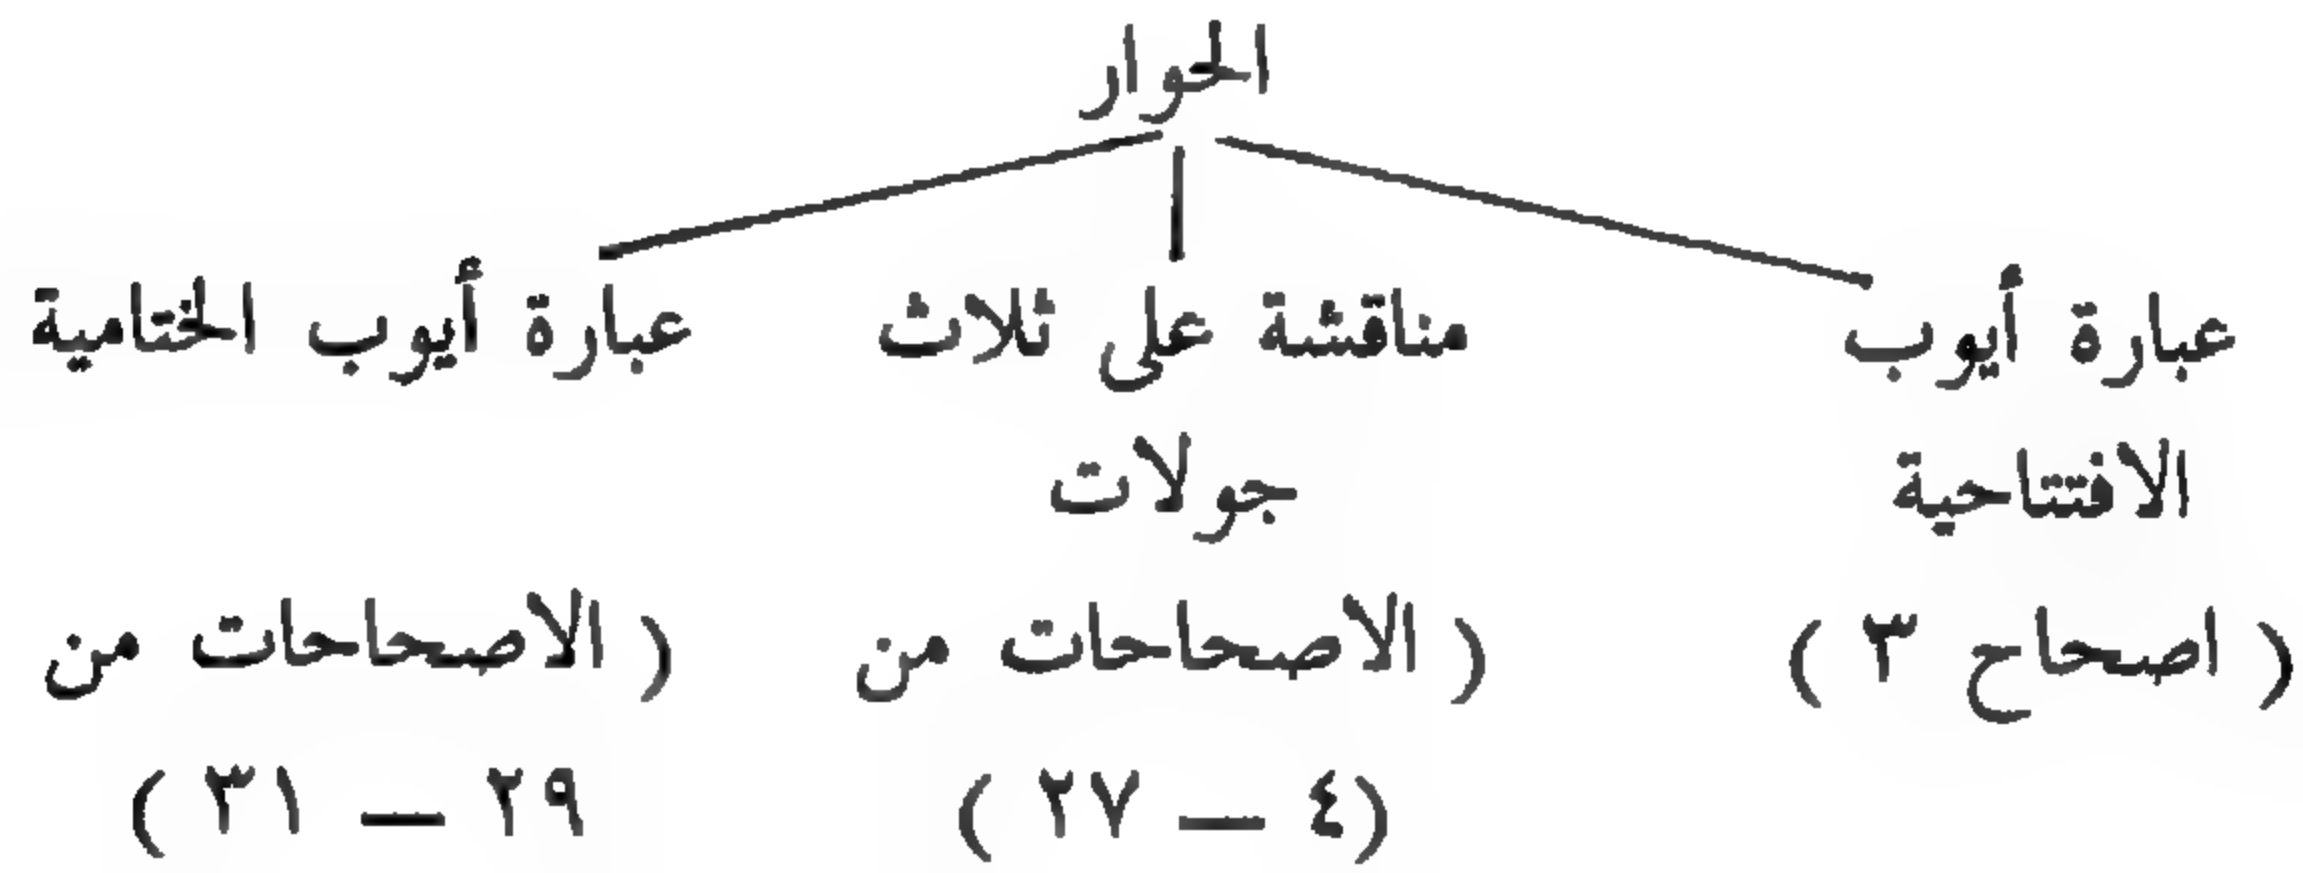 الحوار
عبارة أيوب مناقشة على ثلاث عبارة أيوب الختامية
الافتتاحية جولات
( اصحاح ٣ ) ( الاصحاحات من ( الاصحاحات من
(٤ — ٢٧ ) ٢٩ — ٣١ )